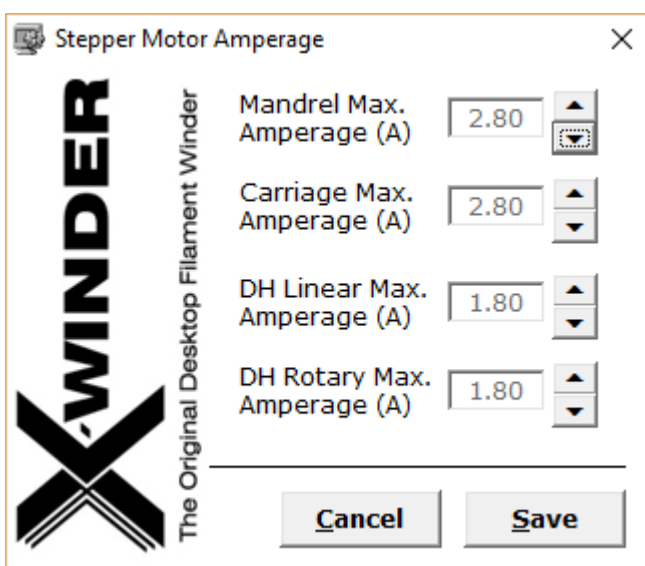 Stepper Motor Amperage
X-WINDER
The Original Desktop Filament Winder
Mandrel Max.
Amperage (A)
2.80
Carriage Max.
Amperage (A)
2.80
DH Linear Max.
Amperage (A)
1.80
DH Rotary Max.
Amperage (A)
1.80
Cancel
Save